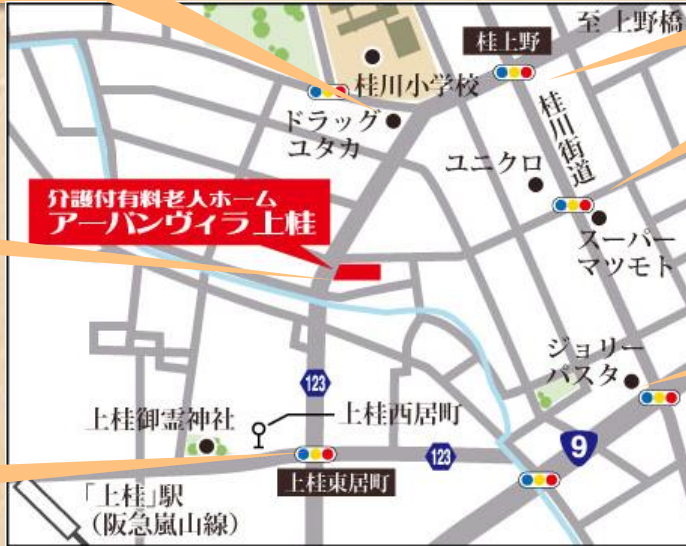 至 上野橋
桂上野
桂川小学校
ドラッグ
ユタカ
桂川街道
ユニクロ
介護付有料老人ホーム
アーバンヴィラ上桂
スーパー
マツモト
ジョリー
パスタ
123
上桂御霊神社
上桂西居町
123
9
上桂東居町
「上桂」駅
（阪急嵐山線）